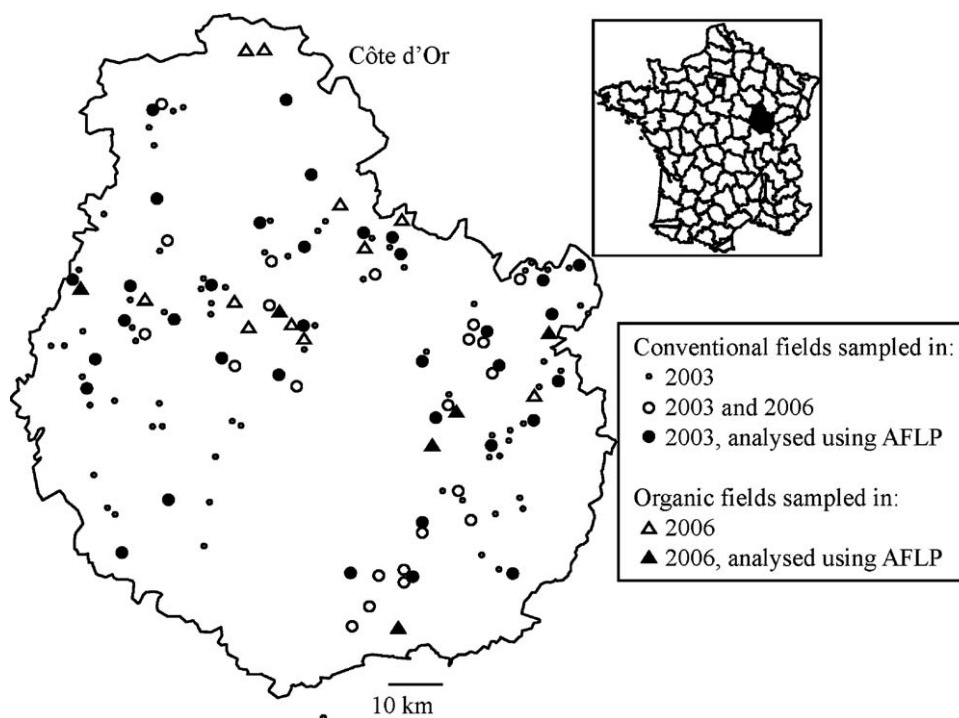 Côte d’Or
Conventional fields sampled in:
2003
2003 and 2006
2003, analysed using AFLP
Organic fields sampled in:
2006
2006, analysed using AFLP
10 km